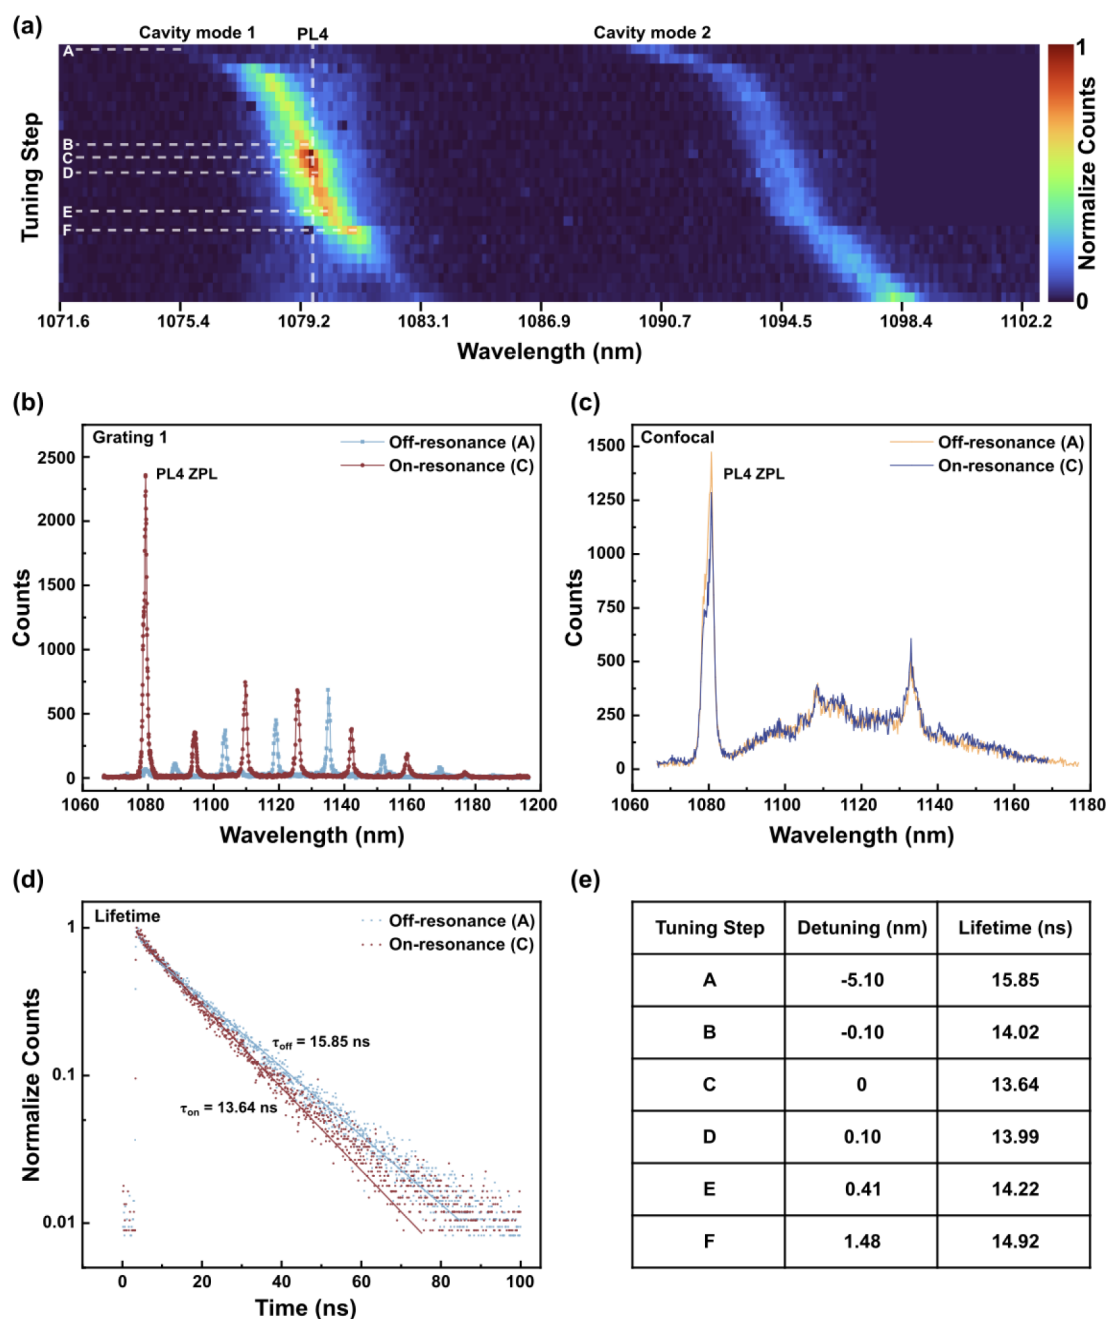 (a)
Cavity mode 1
PL4
Cavity mode 2
Tuning Step
A
B
C
D
E
F
1
0
Normalize Counts
1071.6
1075.4
1079.2
1083.1
1086.9
1090.7
1094.5
1098.4
1102.2
Wavelength (nm)
(b)
Grating 1
Off-resonance (A)
On-resonance (C)
PL4 ZPL
Counts
2500
2000
1500
1000
500
0
1060
1080
1100
1120
1140
1160
1180
1200
Wavelength (nm)
(c)
Confocal
Off-resonance (A)
On-resonance (C)
PL4 ZPL
Counts
1500
1250
1000
750
500
250
0
1060
1080
1100
1120
1140
1160
1180
Wavelength (nm)
(d)
Lifetime
Off-resonance (A)
On-resonance (C)
τoff = 15.85 ns
τon = 13.64 ns
Normalize Counts
1
0.1
0.01
0
20
40
60
80
100
Time (ns)
(e)
Tuning Step Detuning (nm) Lifetime (ns)
A -5.10 15.85
B -0.10 14.02
C 0 13.64
D 0.10 13.99
E 0.41 14.22
F 1.48 14.92